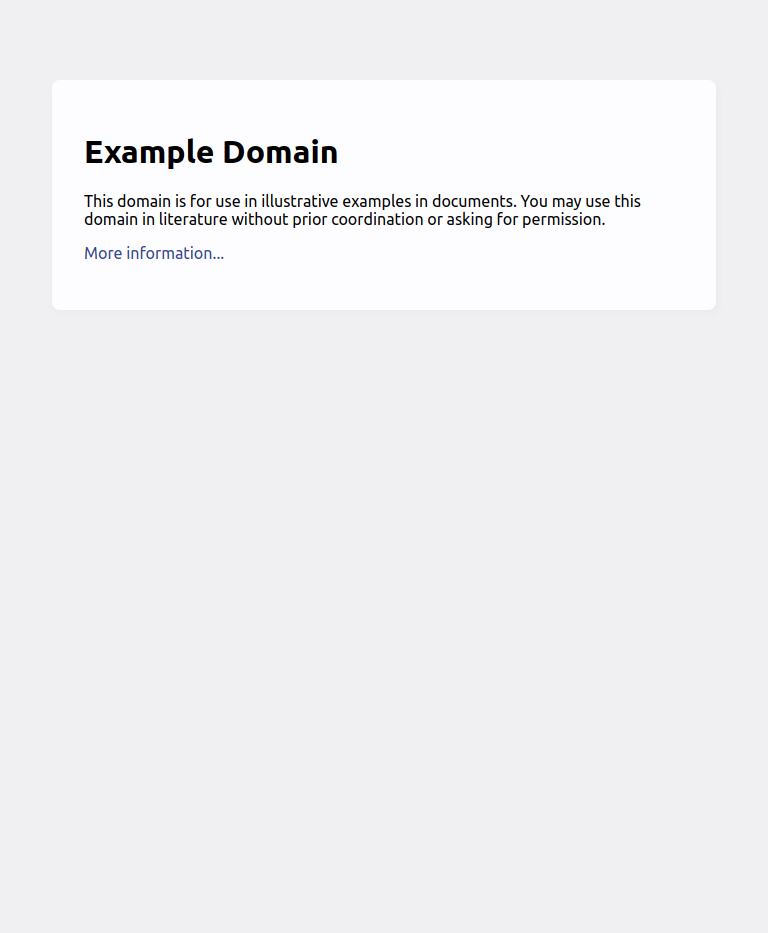 Example Domain
This domain is for use in illustrative examples in documents. You may use this
domain in literature without prior coordination or asking for permission.
More information...